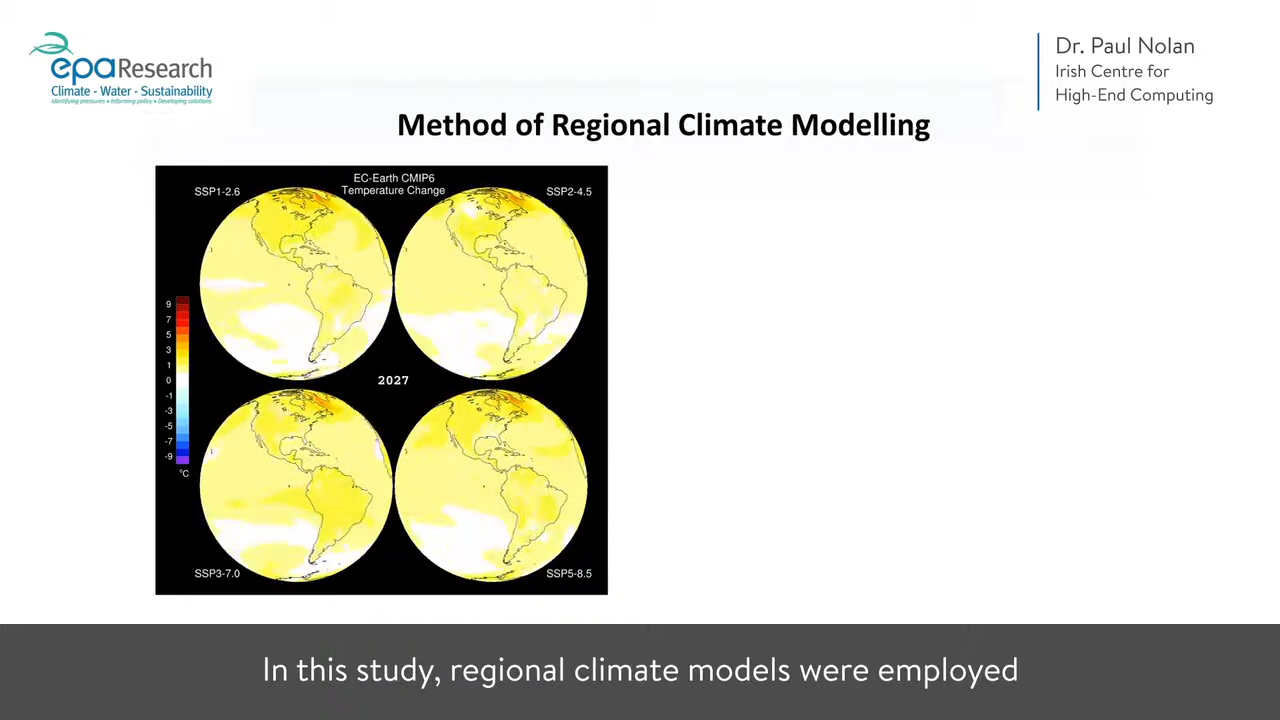 epaResearch
Climate - Water - Sustainability
Identifying pressures • Informing policy • Developing solutions
Dr. Paul Nolan
Irish Centre for
High-End Computing
Method of Regional Climate Modelling
EC-Earth CMIP6
Temperature Change
SSP1-2.6
SSP2-4.5
9
7
5
3
1
0
-1
-3
-5
-7
-9
°C
2027
SSP3-7.0
SSP5-8.5
In this study, regional climate models were employed